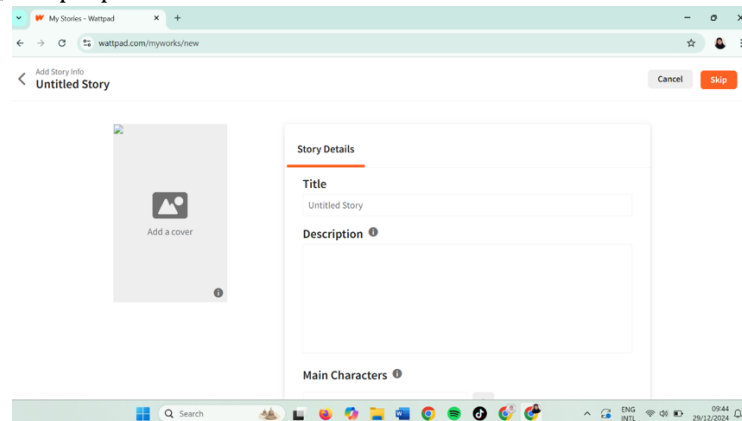 My Stories - Wattpad
wattpad.com/myworks/new
Add Story Info
Untitled Story
Cancel
Skip
Story Details
Title
Untitled Story
Add a cover
Description
Main Characters
Search
ENG
INTL
09:44
29/12/2024